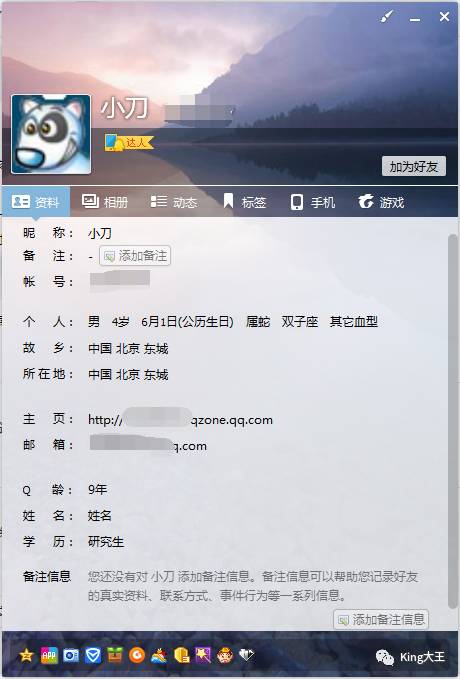 小刀
达人
加为好友
资料 相册 动态 标签 手机 游戏
昵 称： 小刀
备 注： - 添加备注
帐 号：
个 人： 男 4岁 6月1日(公历生日) 属蛇 双子座 其它血型
故 乡： 中国 北京 东城
所在地： 中国 北京 东城
主 页： http://qzone.qq.com
邮 箱： q.com
Q 龄： 9年
姓 名： 姓名
学 历： 研究生
备注信息 您还没有对 小刀 添加备注信息。备注信息可以帮助您记录好友
的真实资料、联系方式、事件行为等一系列信息。
添加备注信息
APP
King大王